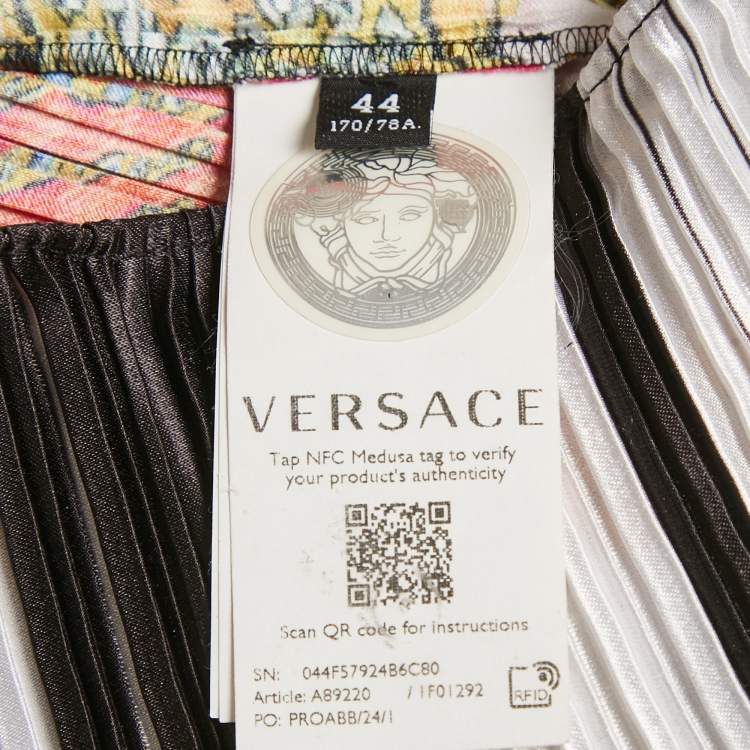 44
170/78A.
VERSACE
Tap NFC Medusa tag to verify
your product's authenticity
Scan QR code for instructions
SN: 044F57924B6C80
Article: A89220 / 1F01292
PO: PROABB/24/1
RFID